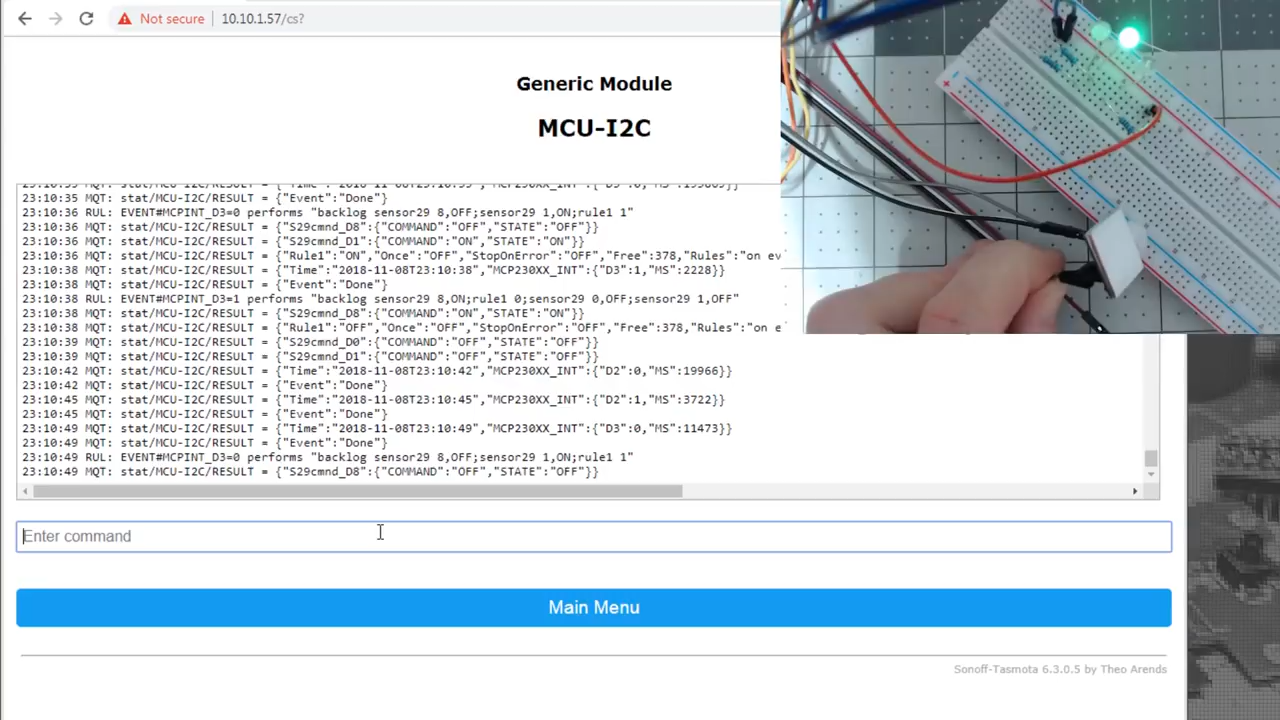 Not secure
10.10.1.57/cs?
Generic Module
MCU-I2C
23:10:35 MQT: stat/MCU-I2C/RESULT = {"Event":"Done"}
23:10:36 RUL: EVENT#MCPINT_D3=0 performs "backlog sensor29 8,OFF;sensor29 1,ON;rule1 1"
23:10:36 MQT: stat/MCU-I2C/RESULT = {"S29cmnd_D8":{"COMMAND":"OFF","STATE":"OFF"}}
23:10:36 MQT: stat/MCU-I2C/RESULT = {"S29cmnd_D1":{"COMMAND":"ON","STATE":"ON"}}
23:10:36 MQT: stat/MCU-I2C/RESULT = {"Rule1":"ON","Once":"OFF","StopOnError":"OFF","Free":378,"Rules":"on ev
23:10:38 MQT: stat/MCU-I2C/RESULT = {"Time":"2018-11-08T23:10:38","MCP230XX_INT":{"D3":1,"MS":2228}}
23:10:38 MQT: stat/MCU-I2C/RESULT = {"Event":"Done"}
23:10:38 RUL: EVENT#MCPINT_D3=1 performs "backlog sensor29 8,ON;rule1 0;sensor29 0,OFF;sensor29 1,OFF"
23:10:38 MQT: stat/MCU-I2C/RESULT = {"S29cmnd_D8":{"COMMAND":"ON","STATE":"ON"}}
23:10:38 MQT: stat/MCU-I2C/RESULT = {"Rule1":"OFF","Once":"OFF","StopOnError":"OFF","Free":378,"Rules":"on e
23:10:39 MQT: stat/MCU-I2C/RESULT = {"S29cmnd_D0":{"COMMAND":"OFF","STATE":"OFF"}}
23:10:39 MQT: stat/MCU-I2C/RESULT = {"S29cmnd_D1":{"COMMAND":"OFF","STATE":"OFF"}}
23:10:42 MQT: stat/MCU-I2C/RESULT = {"Time":"2018-11-08T23:10:42","MCP230XX_INT":{"D2":0,"MS":19966}}
23:10:42 MQT: stat/MCU-I2C/RESULT = {"Event":"Done"}
23:10:45 MQT: stat/MCU-I2C/RESULT = {"Time":"2018-11-08T23:10:45","MCP230XX_INT":{"D2":1,"MS":3722}}
23:10:45 MQT: stat/MCU-I2C/RESULT = {"Event":"Done"}
23:10:49 MQT: stat/MCU-I2C/RESULT = {"Time":"2018-11-08T23:10:49","MCP230XX_INT":{"D3":0,"MS":11473}}
23:10:49 MQT: stat/MCU-I2C/RESULT = {"Event":"Done"}
23:10:49 RUL: EVENT#MCPINT_D3=0 performs "backlog sensor29 8,OFF;sensor29 1,ON;rule1 1"
23:10:49 MQT: stat/MCU-I2C/RESULT = {"S29cmnd_D8":{"COMMAND":"OFF","STATE":"OFF"}}
Enter command
Main Menu
Sonoff-Tasmota 6.3.0.5 by Theo Arends